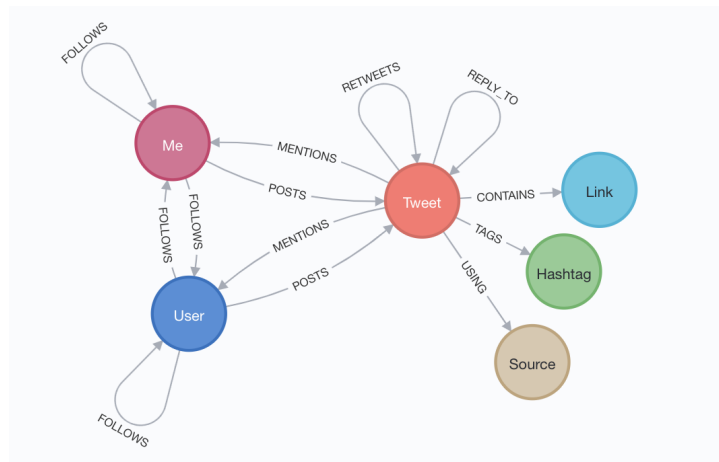 FOLLOWS
RETWEETS
REPLY_TO
Me
MENTIONS
POSTS
Tweet
CONTAINS
Link
FOLLOWS
FOLLOWS
MENTIONS
TAGS
Hashtag
USING
POSTS
User
Source
FOLLOWS